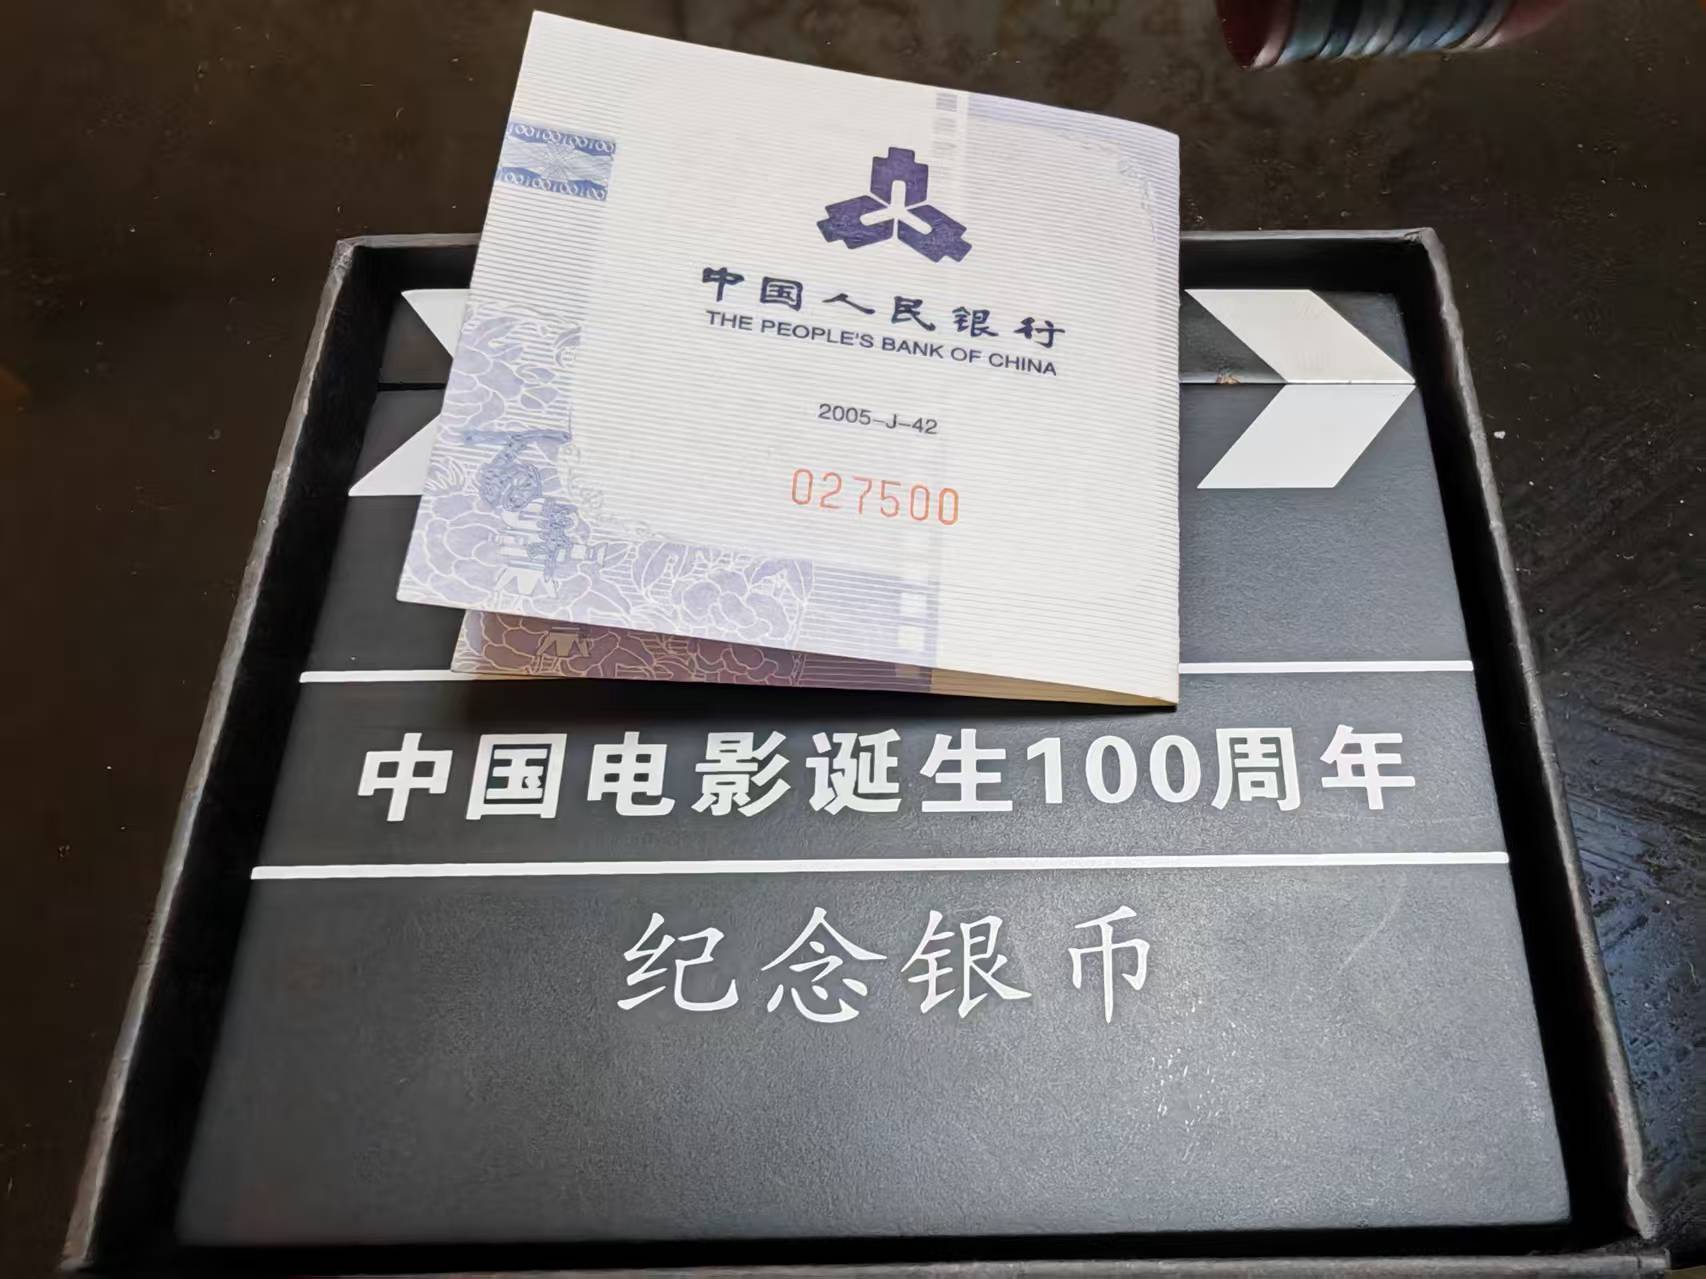 中国人民银行
THE PEOPLE'S BANK OF CHINA
2005-J-42
027500
中国电影诞生100周年
纪念银币